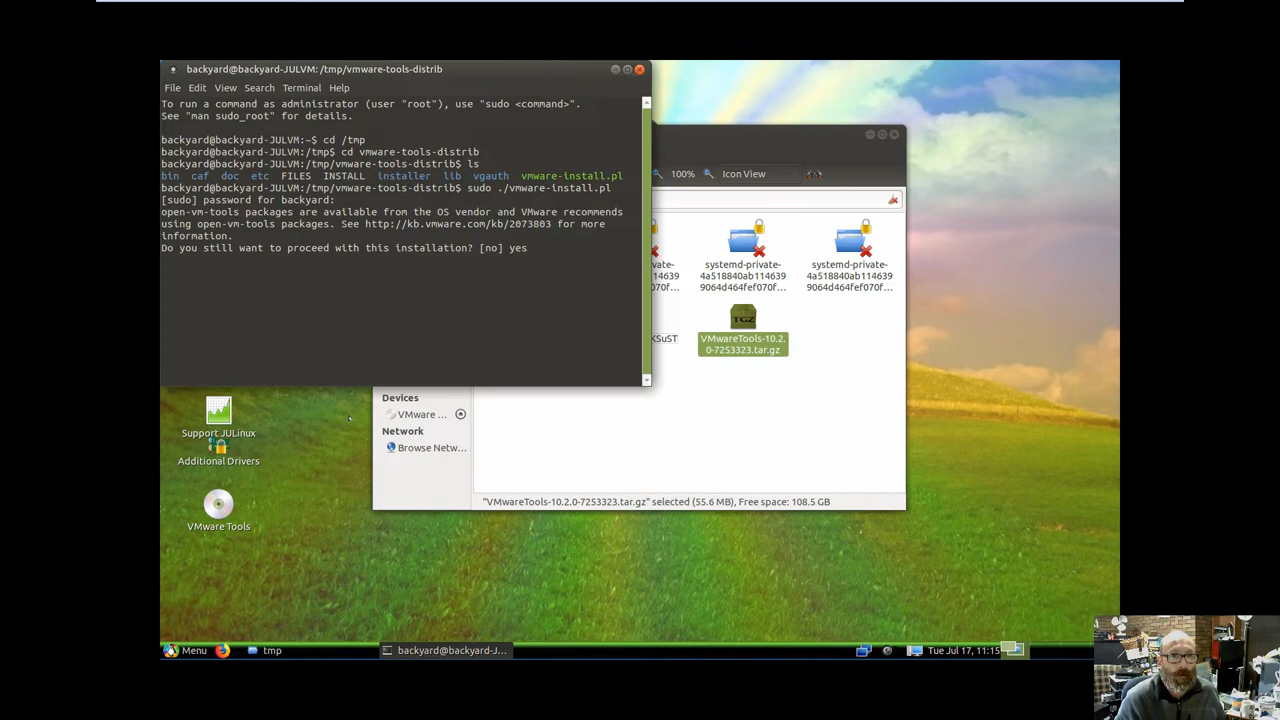 backyard@backyard-JULVM: /tmp/vmware-tools-distrib
File Edit View Search Terminal Help
To run a command as administrator (user "root"), use "sudo <command>".
See "man sudo_root" for details.
backyard@backyard-JULVM:~$ cd /tmp
backyard@backyard-JULVM:/tmp$ cd vmware-tools-distrib
backyard@backyard-JULVM:/tmp/vmware-tools-distrib$ ls
bin caf doc etc FILES INSTALL installer lib vgauth vmware-install.pl
backyard@backyard-JULVM:/tmp/vmware-tools-distrib$ sudo ./vmware-install.pl
[sudo] password for backyard:
open-vm-tools packages are available from the OS vendor and VMware recommends
using open-vm-tools packages. See http://kb.vmware.com/kb/2073803 for more
information.
Do you still want to proceed with this installation? [no] yes
100% Icon View
vate-
114639
f070f...
systemd-private-
4a518840ab114639
9064d464fef070f...
systemd-private-
4a518840ab114639
9064d464fef070f...
KSuST
TGZ
VMwareTools-10.2.
0-7253323.tar.gz
Devices
VMware ...
Network
Browse Netw...
"VMwareTools-10.2.0-7253323.tar.gz" selected (55.6 MB), Free space: 108.5 GB
Support JULinux
Additional Drivers
VMware Tools
Menu
tmp
backyard@backyard-J...
Tue Jul 17, 11:15